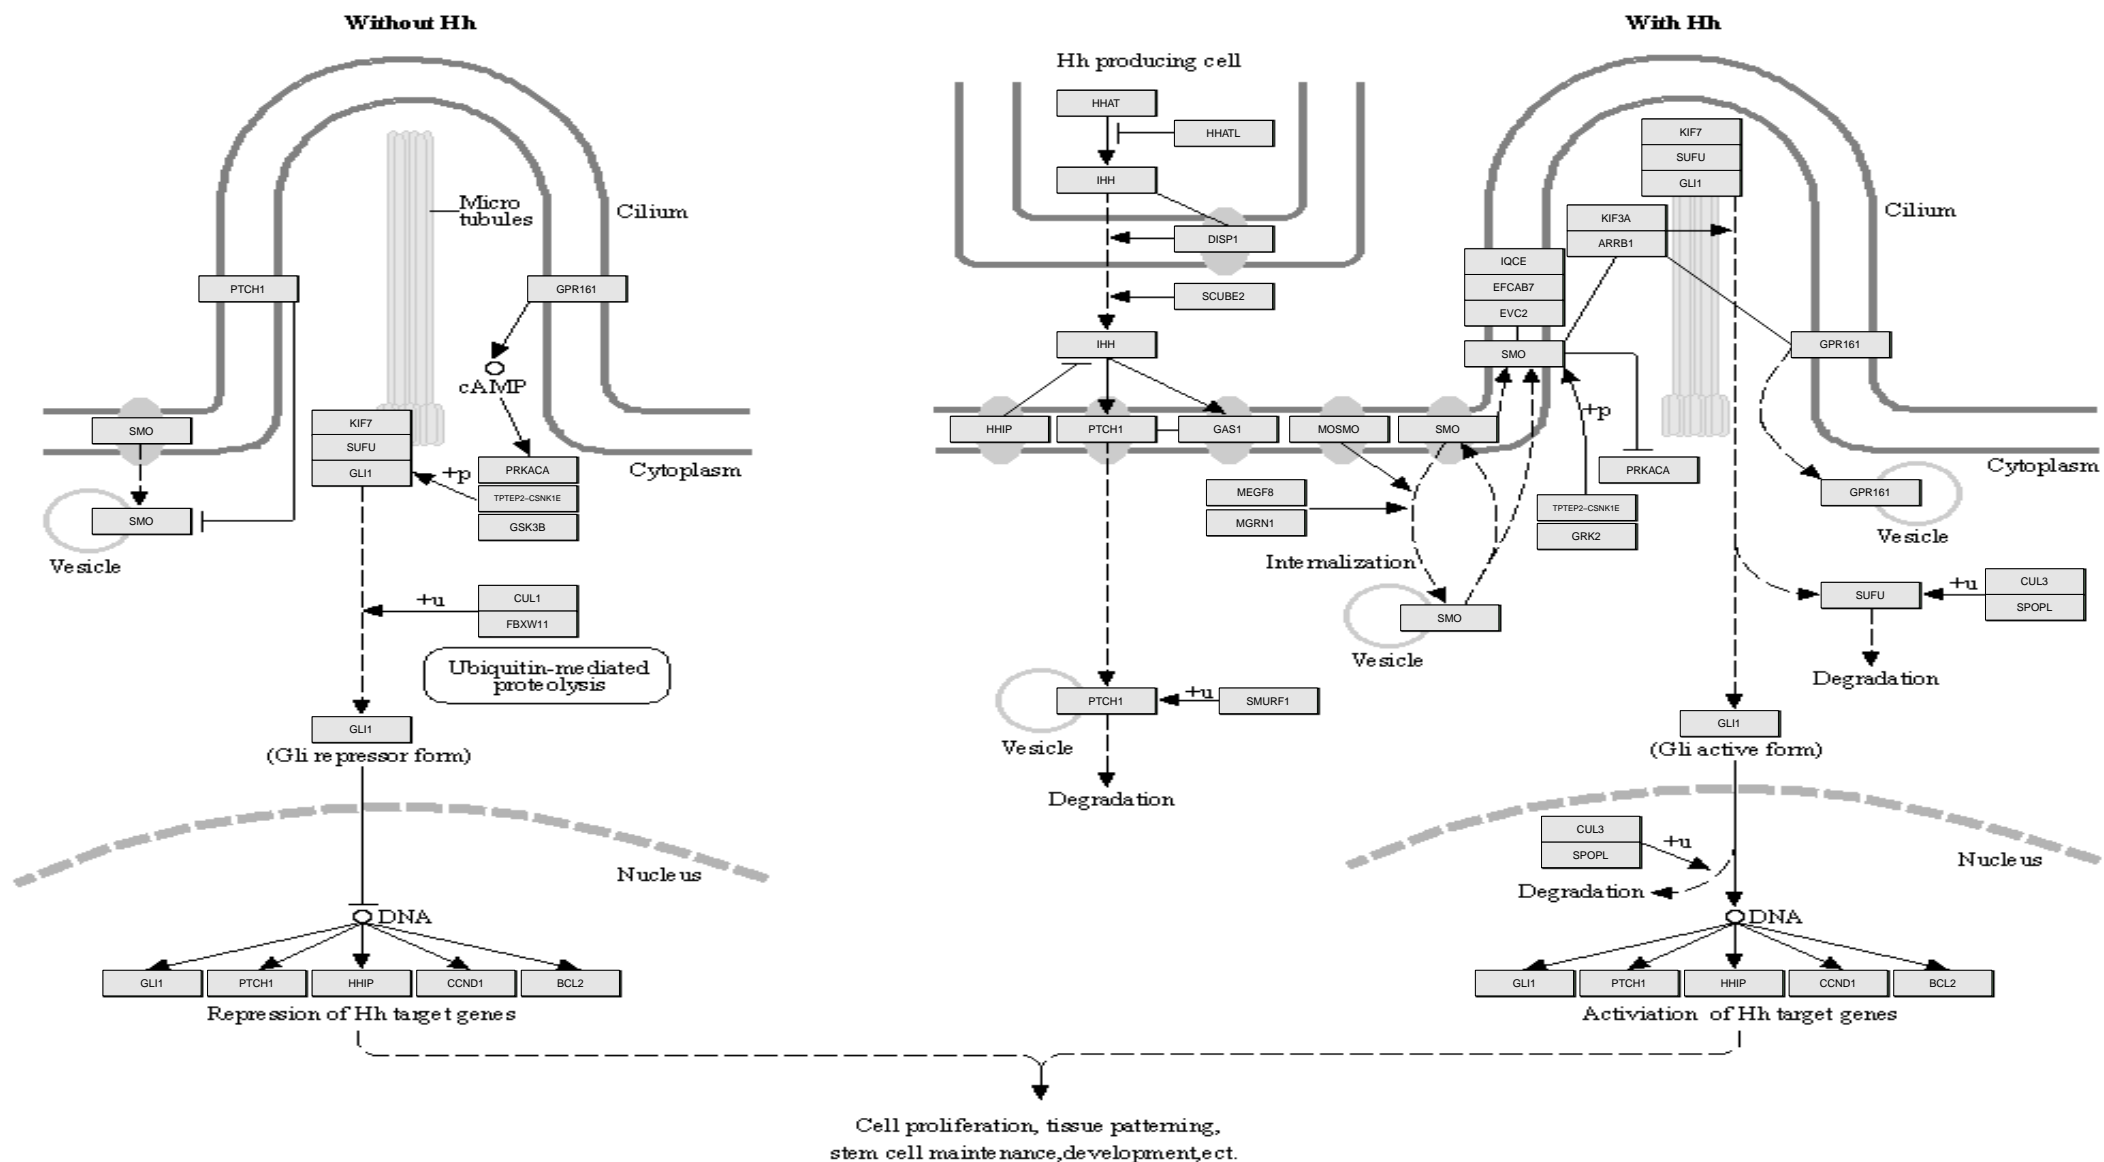 Without Hh
With Hh
Hh producing cell
HHAT
HHATL
IHH
DISP1
SCUBE2
IHH
Micro
tubules
Cilium
PTCH1
GPR161
cAMP
SMO
SMO
Vesicle
KIF7
SUFU
GLI1
+p
PRKACA
TPTEP2-CSNK1E
GSK3B
Cytoplasm
+u
CUL1
FBXW11
Ubiquitin-mediated
proteolysis
GLI1
(Gli repressor form)
Nucleus
DNA
GLI1
PTCH1
HHIP
CCND1
BCL2
Repression of Hh target genes
HHIP
PTCH1
GAS1
MOSMO
SMO
MEGF8
MGRN1
Internalization
SMO
Vesicle
PTCH1
+u
SMURF1
Vesicle
Degradation
KIF7
SUFU
GLI1
KIF3A
ARRB1
IQCE
EFCAB7
EVC2
SMO
Cilium
GPR161
+p
PRKACA
TPTEP2-CSNK1E
GRK2
Cytoplasm
GPR161
Vesicle
SUFU
+u
CUL3
SPOPL
Degradation
GLI1
(Gli active form)
CUL3
SPOPL
+u
Degradation
Nucleus
DNA
GLI1
PTCH1
HHIP
CCND1
BCL2
Activiation of Hh target genes
Cell proliferation, tissue patterning,
stem cell maintenance,development,ect.